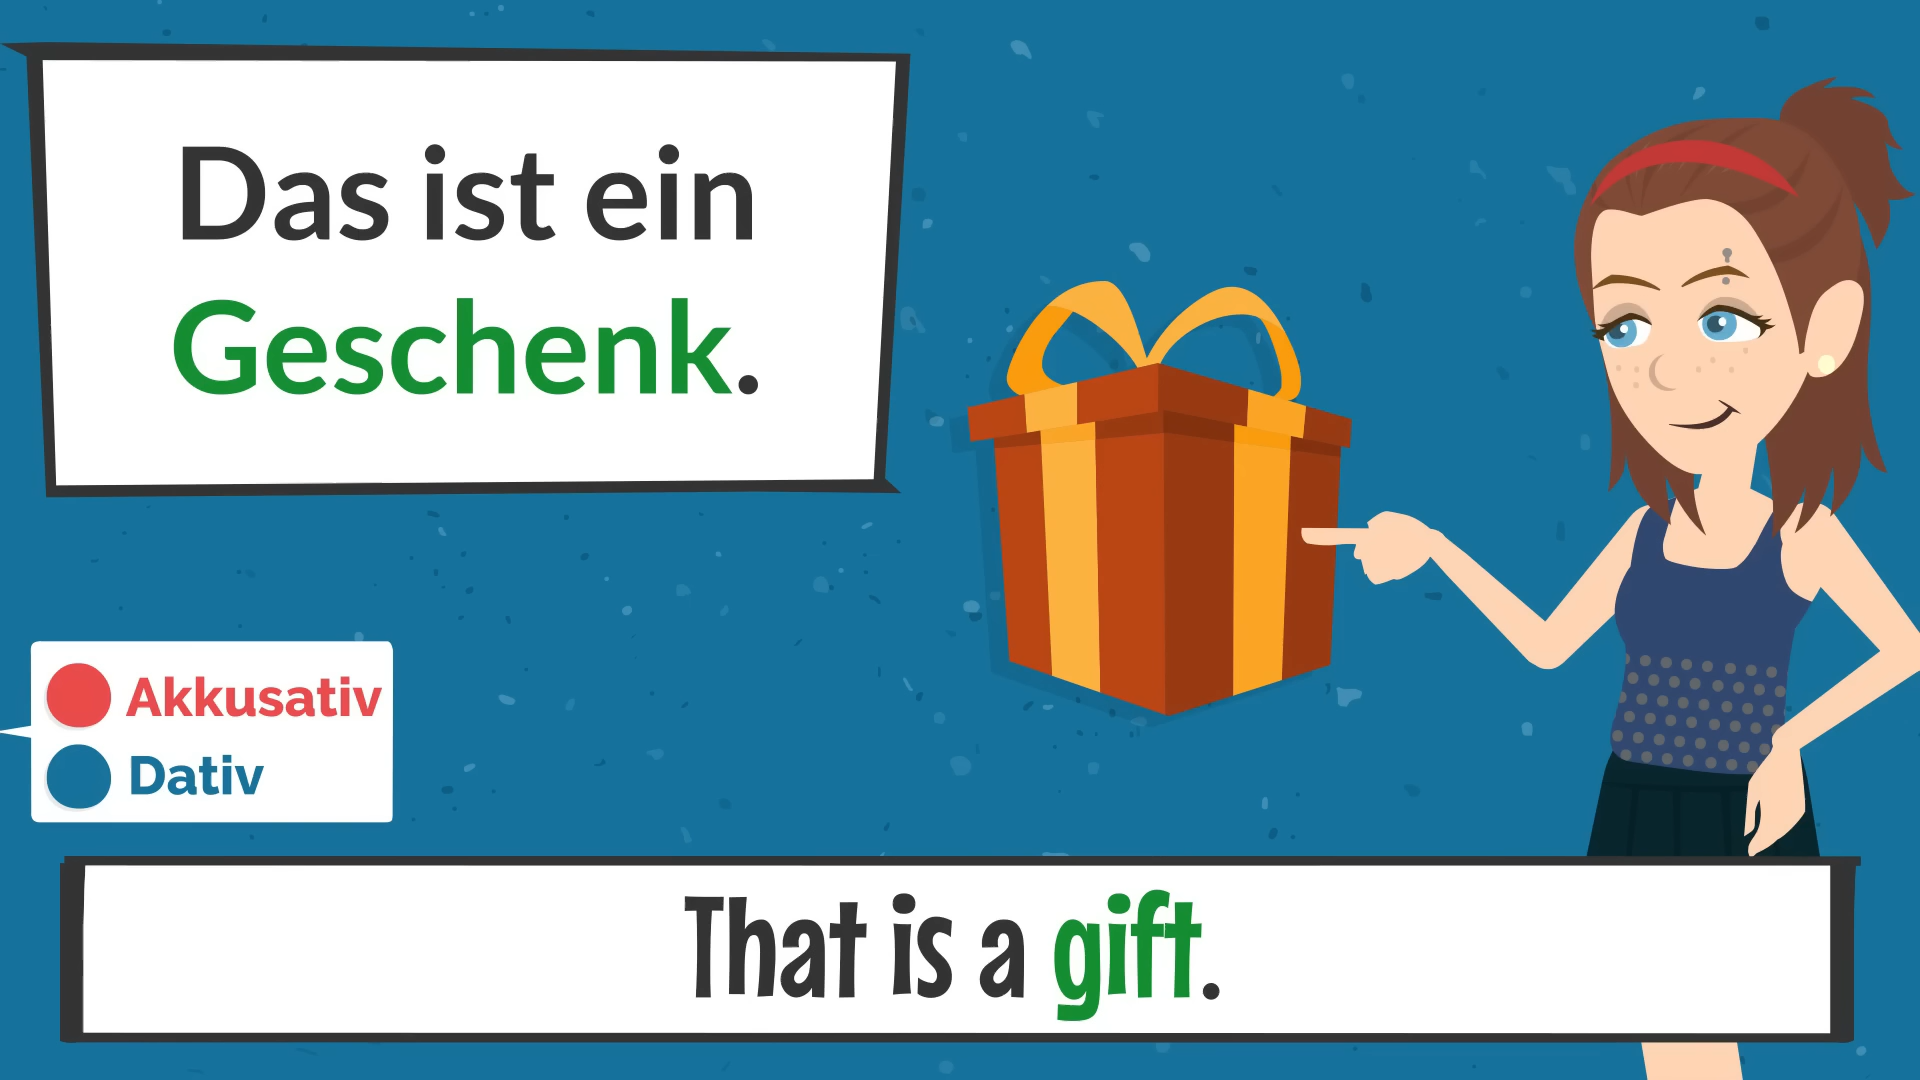 Das ist ein
Geschenk.
Akkusativ
Dativ
That is a gift.